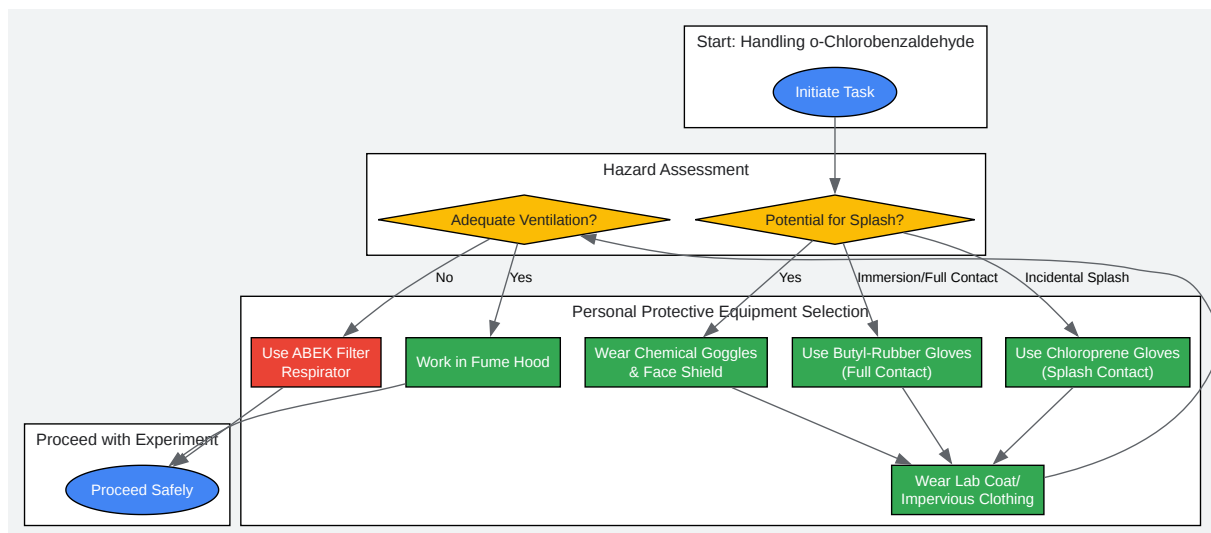 Start: Handling o-Chlorobenzaldehyde
Initiate Task
Hazard Assessment
Adequate Ventilation?
Potential for Splash?
No
Yes
Yes
Immersion/Full Contact
Incidental Splash
Personal Protective Equipment Selection
Use ABEK Filter
Respirator
Work in Fume Hood
Wear Chemical Goggles
& Face Shield
Use Butyl-Rubber Gloves
(Full Contact)
Use Chloroprene Gloves
(Splash Contact)
Proceed with Experiment
Proceed Safely
Wear Lab Coat/
Impervious Clothing